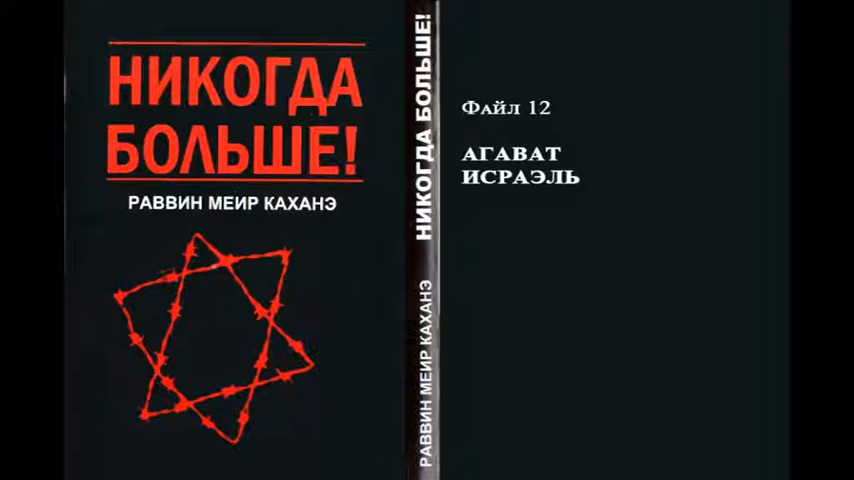 НИКОГДА
БОЛЬШЕ!
РАВВИН МЕИР КАХАНЭ
НИКОГДА БОЛЬШЕ!
РАВВИН МЕИР КАХАНЭ
Файл 12
АГАВАТ
ИСРАЭЛЬ